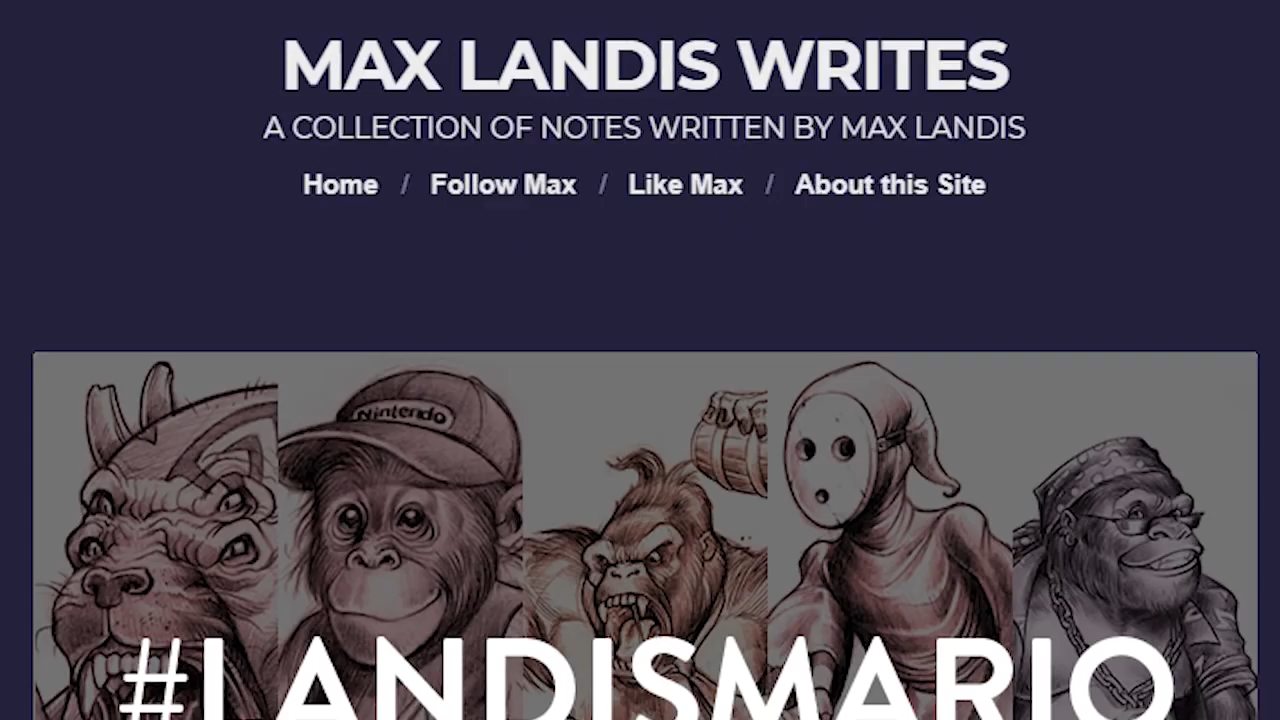 MAX LANDIS WRITES
A COLLECTION OF NOTES WRITTEN BY MAX LANDIS
Home / Follow Max / Like Max / About this Site
Nintendo
#LANDISMARIO